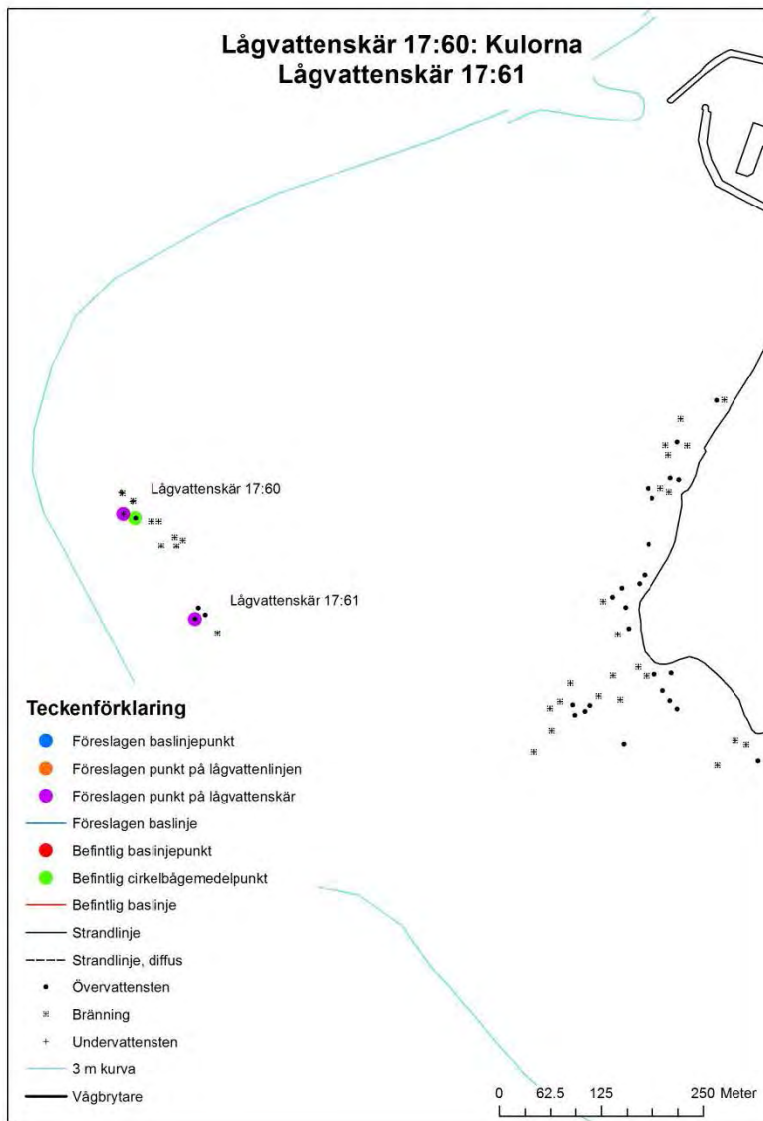 Lågvattenskär 17:60: Kulorna
Lågvattenskär 17:61
Lågvattenskär 17:60
Lågvattenskär 17:61
Teckenförklaring
Föreslagen baslinjepunkt
Föreslagen punkt på lågvattenlinjen
Föreslagen punkt på lågvattenskär
Föreslagen baslinje
Befintlig baslinjepunkt
Befintlig cirkelbågemedelpunkt
Befintlig baslinje
Strandlinje
Strandlinje, diffus
Övervattensten
Bränning
Undervattensten
3 m kurva
Vågbrytare
0 62.5 125 250 Meter